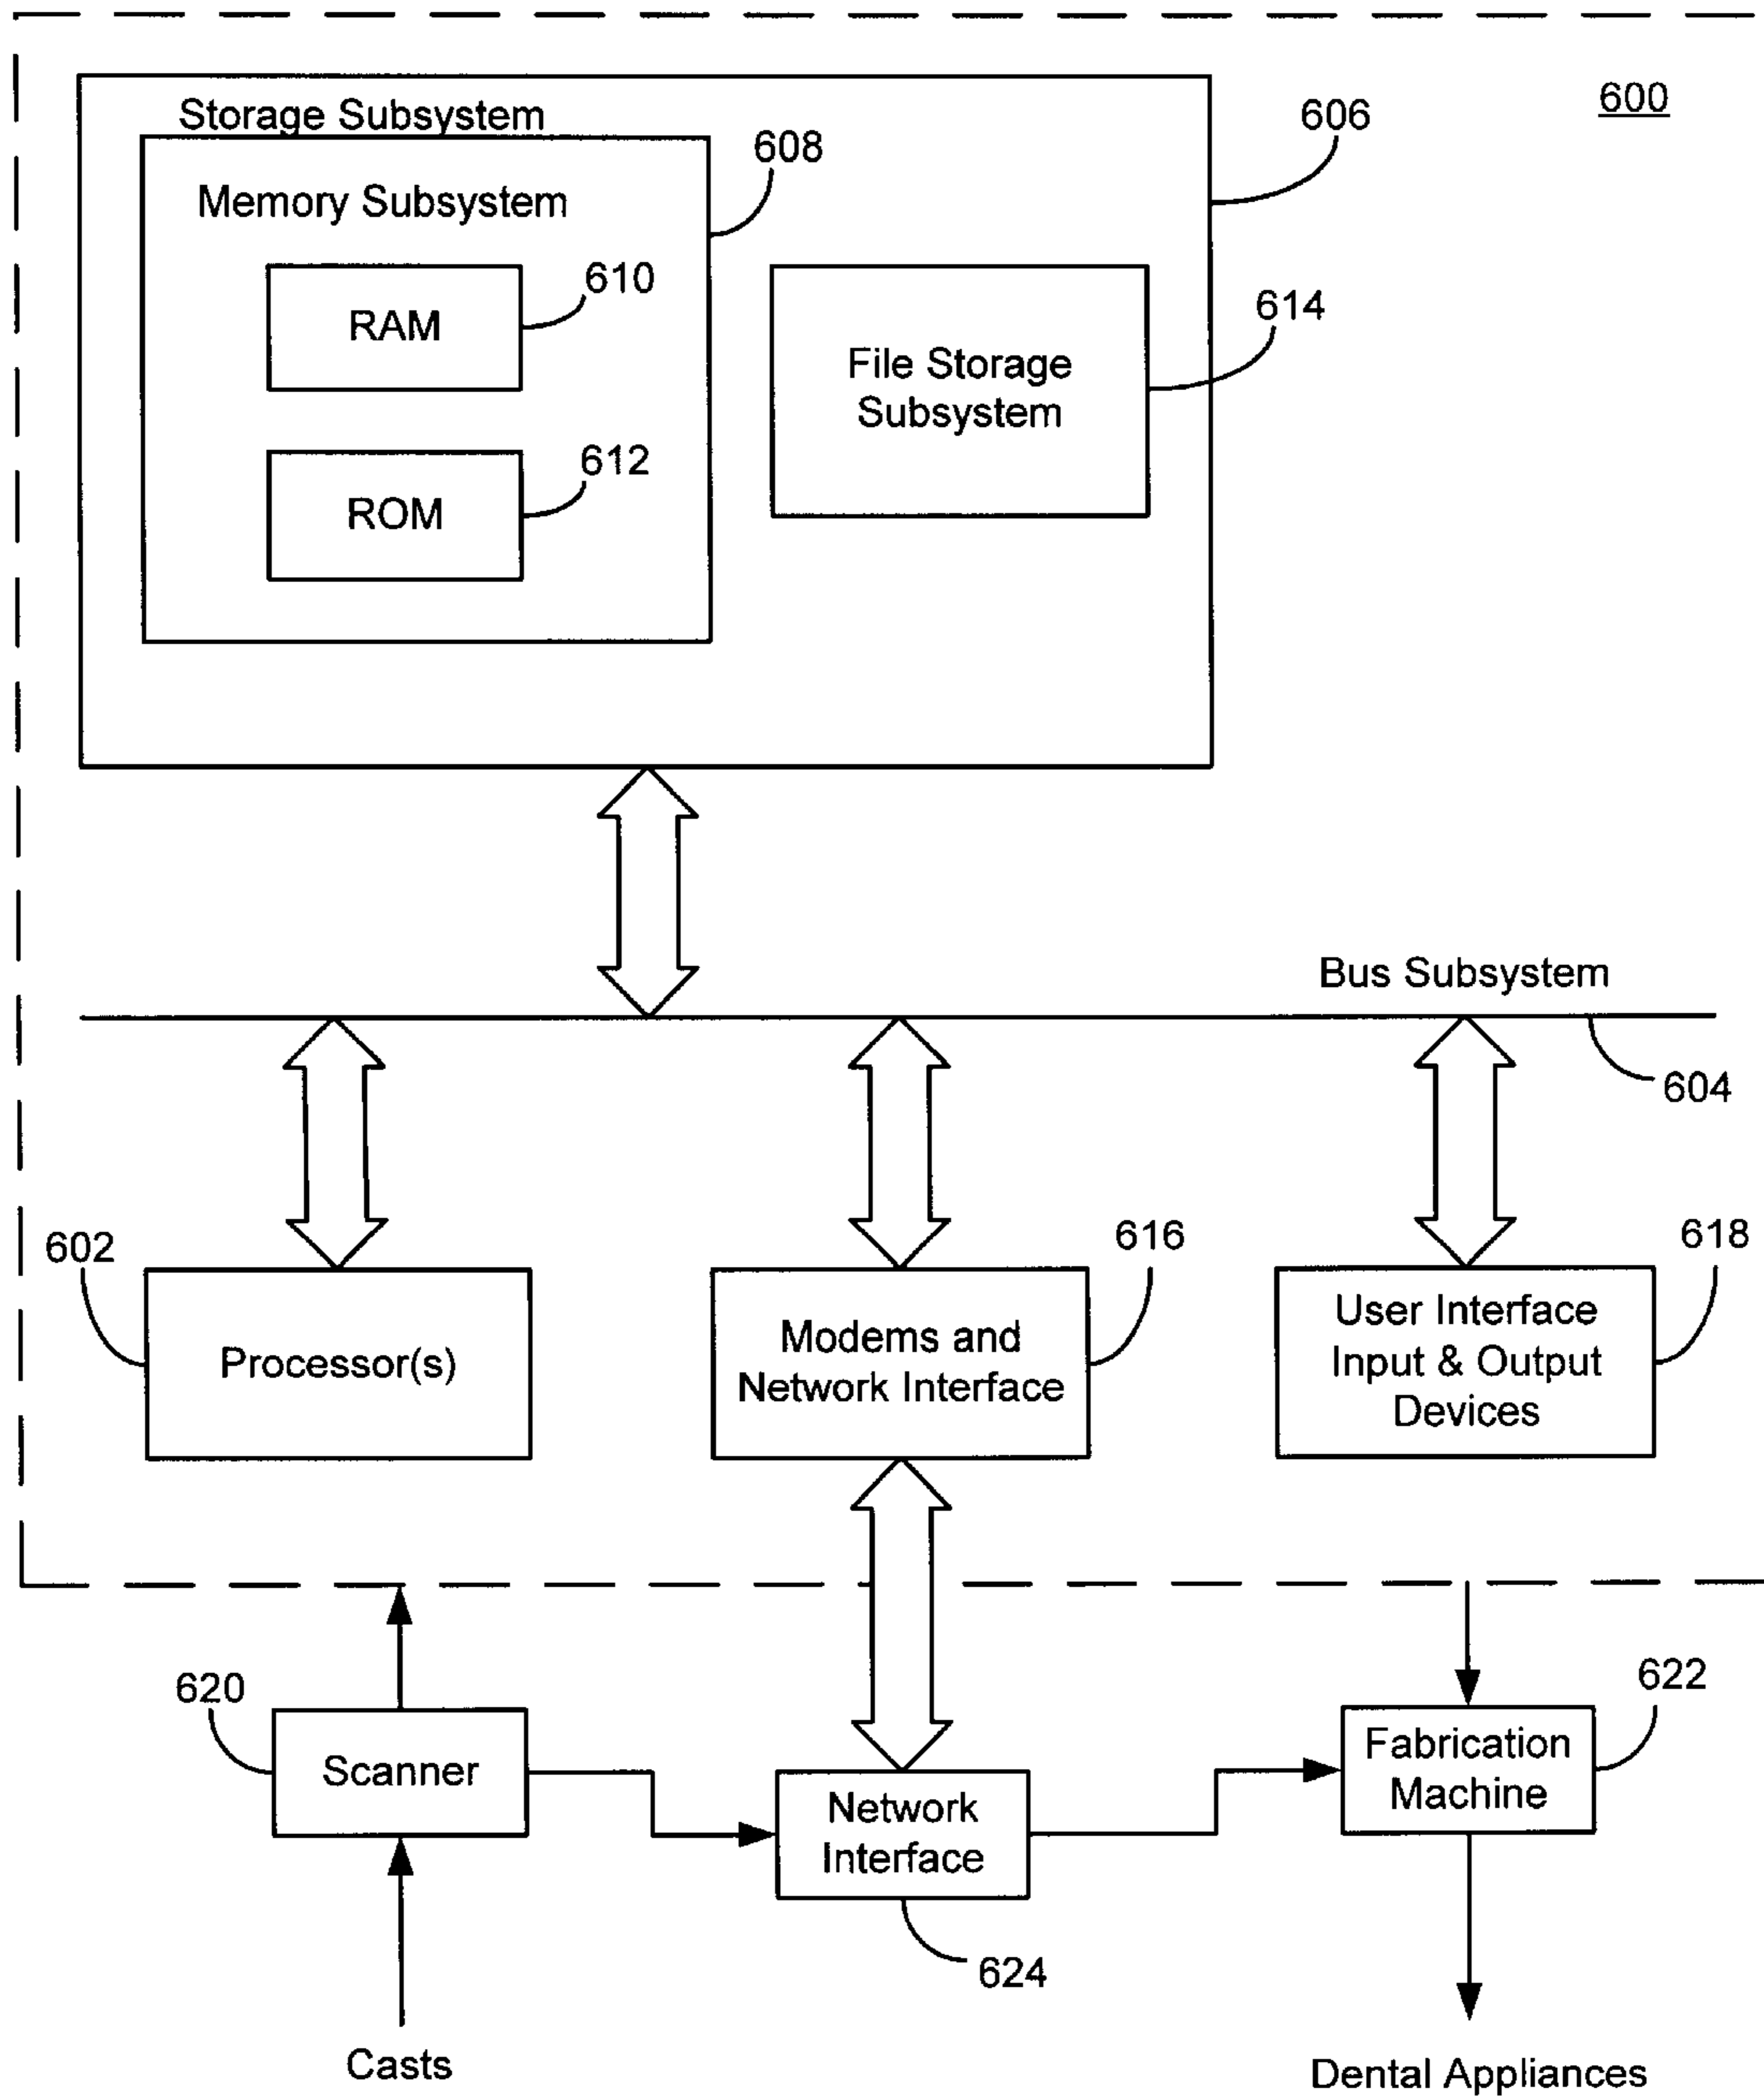 600
Storage Subsystem
606
608
Memory Subsystem
610
RAM
614
File Storage
Subsystem
612
ROM
Bus Subsystem
604
602
616
618
Processor(s)
Modems and
Network Interface
User Interface
Input & Output
Devices
620
622
Scanner
Fabrication
Machine
Network
Interface
624
Casts
Dental Appliances